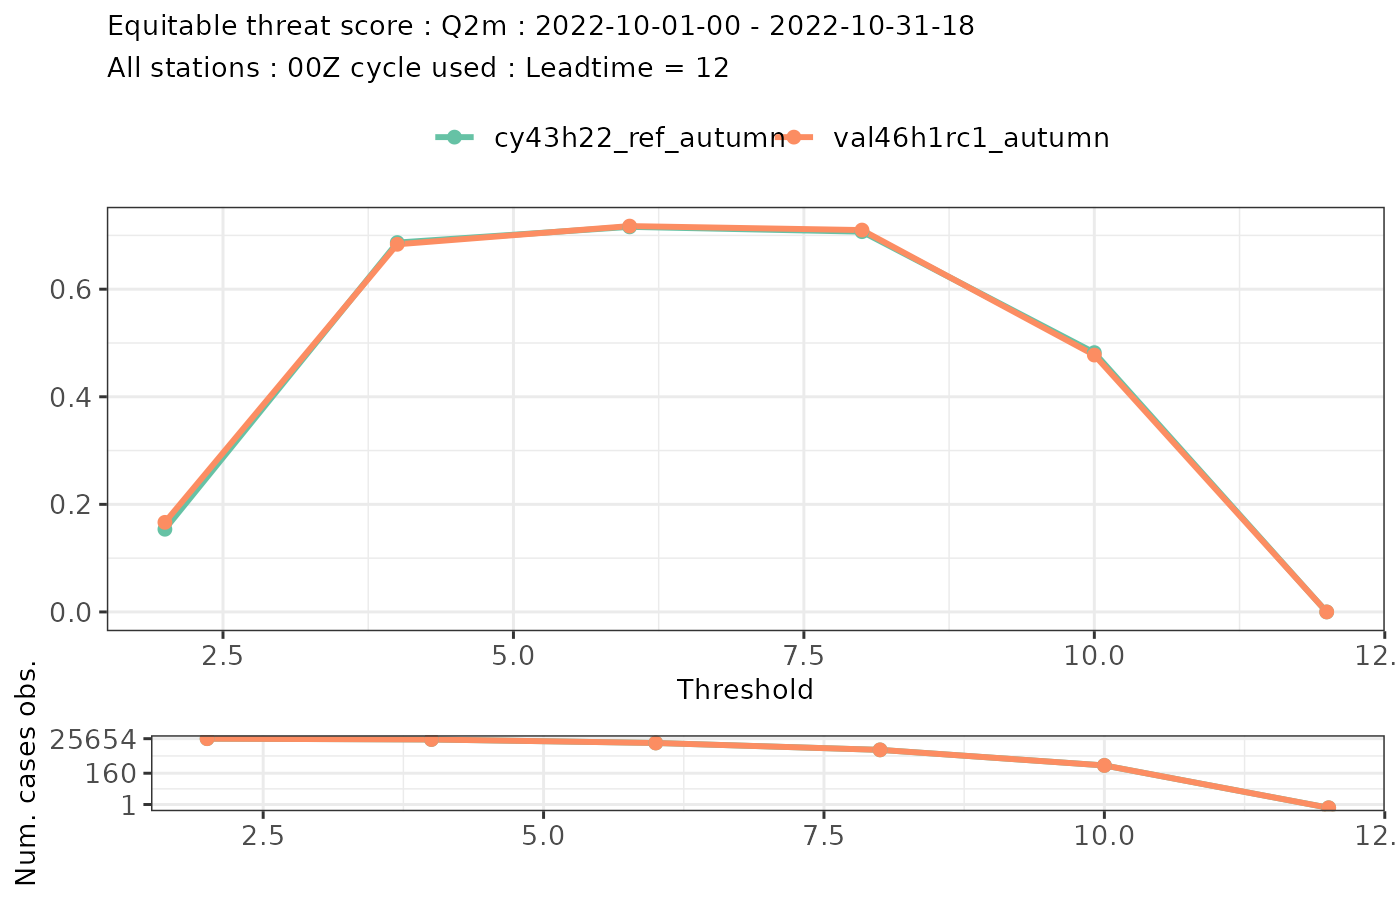 Equitable threat score : Q2m : 2022-10-01-00 - 2022-10-31-18
All stations : 00Z cycle used : Leadtime = 12
cy43h22_ref_autumn val46h1rc1_autumn
0.6
0.4
0.2
0.0
2.5 5.0 7.5 10.0 12.
Threshold
Num. cases obs.
25654
160
1
2.5 5.0 7.5 10.0 12.